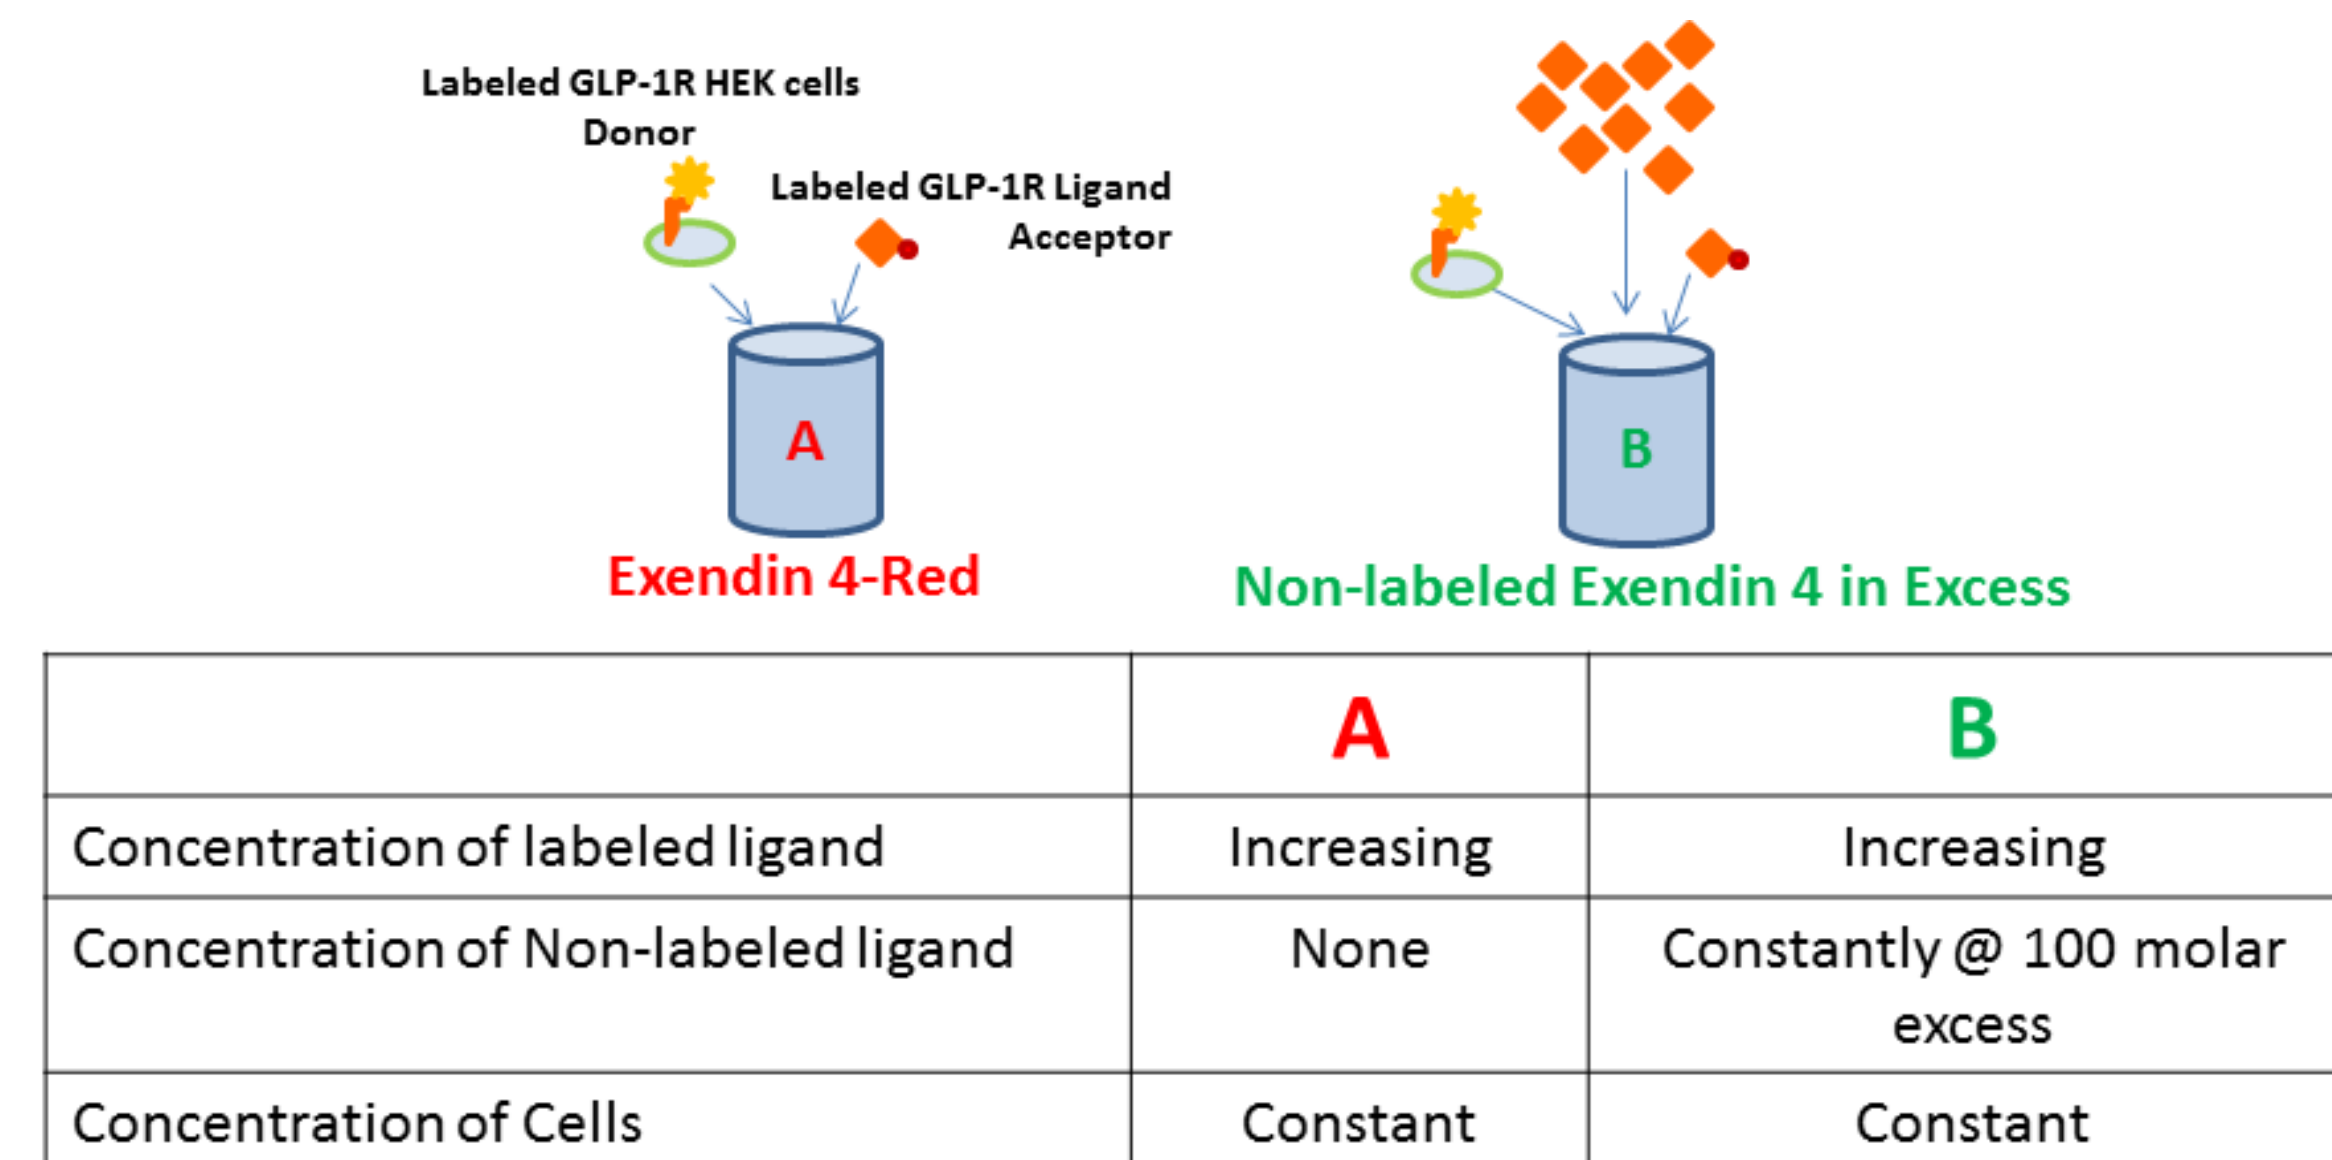 Labeled GLP-1R HEK cells
Donor
Labeled GLP-1R Ligand
Acceptor
A
B
Exendin 4-Red
Non-labeled Exendin 4 in Excess
A B
Concentration of labeled ligand Increasing Increasing
Concentration of Non-labeled ligand None Constantly @ 100 molar
excess
Concentration of Cells Constant Constant